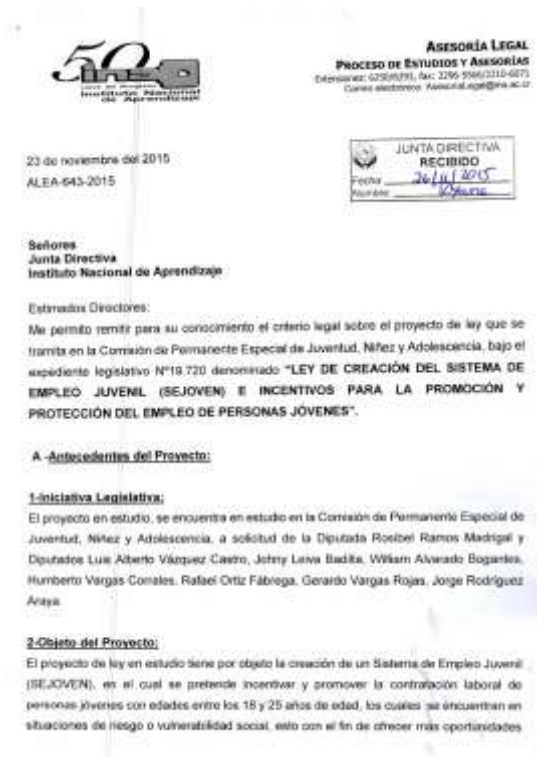 50
ina
Instituto Nacional
de Aprendizaje
ASESORÍA LEGAL
PROCESO DE ESTUDIOS Y ASESORÍAS
23 de noviembre del 2015
ALEA-643-2015
JUNTA DIRECTIVA
RECIBIDO
Fecha 26/11/2015
Nombre
Señores
Junta Directiva
Instituto Nacional de Aprendizaje
Estimados Directores:
Me permito remitir para su conocimiento el criterio legal sobre el proyecto de ley que se
tramita en la Comisión de Permanente Especial de Juventud, Niñez y Adolescencia, bajo el
expediente legislativo Nº19.720 denominado “LEY DE CREACIÓN DEL SISTEMA DE
EMPLEO JUVENIL (SEJOVEN) E INCENTIVOS PARA LA PROMOCIÓN Y
PROTECCIÓN DEL EMPLEO DE PERSONAS JÓVENES”.
A.-Antecedentes del Proyecto:
1-Iniciativa Legislativa:
El proyecto en estudio, se encuentra en estudio en la Comisión de Permanente Especial de
Juventud, Niñez y Adolescencia, a solicitud de la Diputada Rosibel Ramos Madrigal y
Diputados Luis Alberto Vázquez Castro, Johny Leiva Badilla, William Alvarado Bogantes,
Humberto Vargas Corrales, Rafael Ortiz Fábrega, Gerardo Vargas Rojas, Jorge Rodríguez
Araya.
2-Objeto del Proyecto:
El proyecto de ley en estudio tiene por objeto la creación de un Sistema de Empleo Juvenil
(SEJOVEN), en el cual se pretende incentivar y promover la contratación laboral de
personas jóvenes con edades entre los 18 y 25 años de edad, los cuales se encuentran en
situaciones de riesgo o vulnerabilidad social, esto con el fin de ofrecer más oportunidades